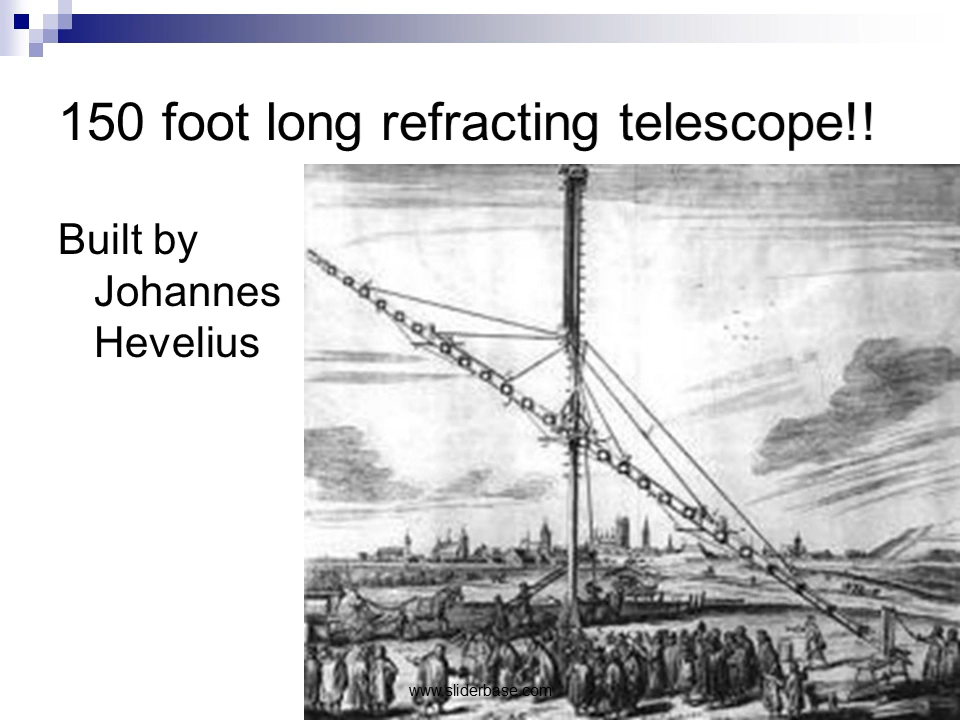 150 foot long refracting telescope!!
Built by
Johannes
Hevelius
www.sliderbase.com